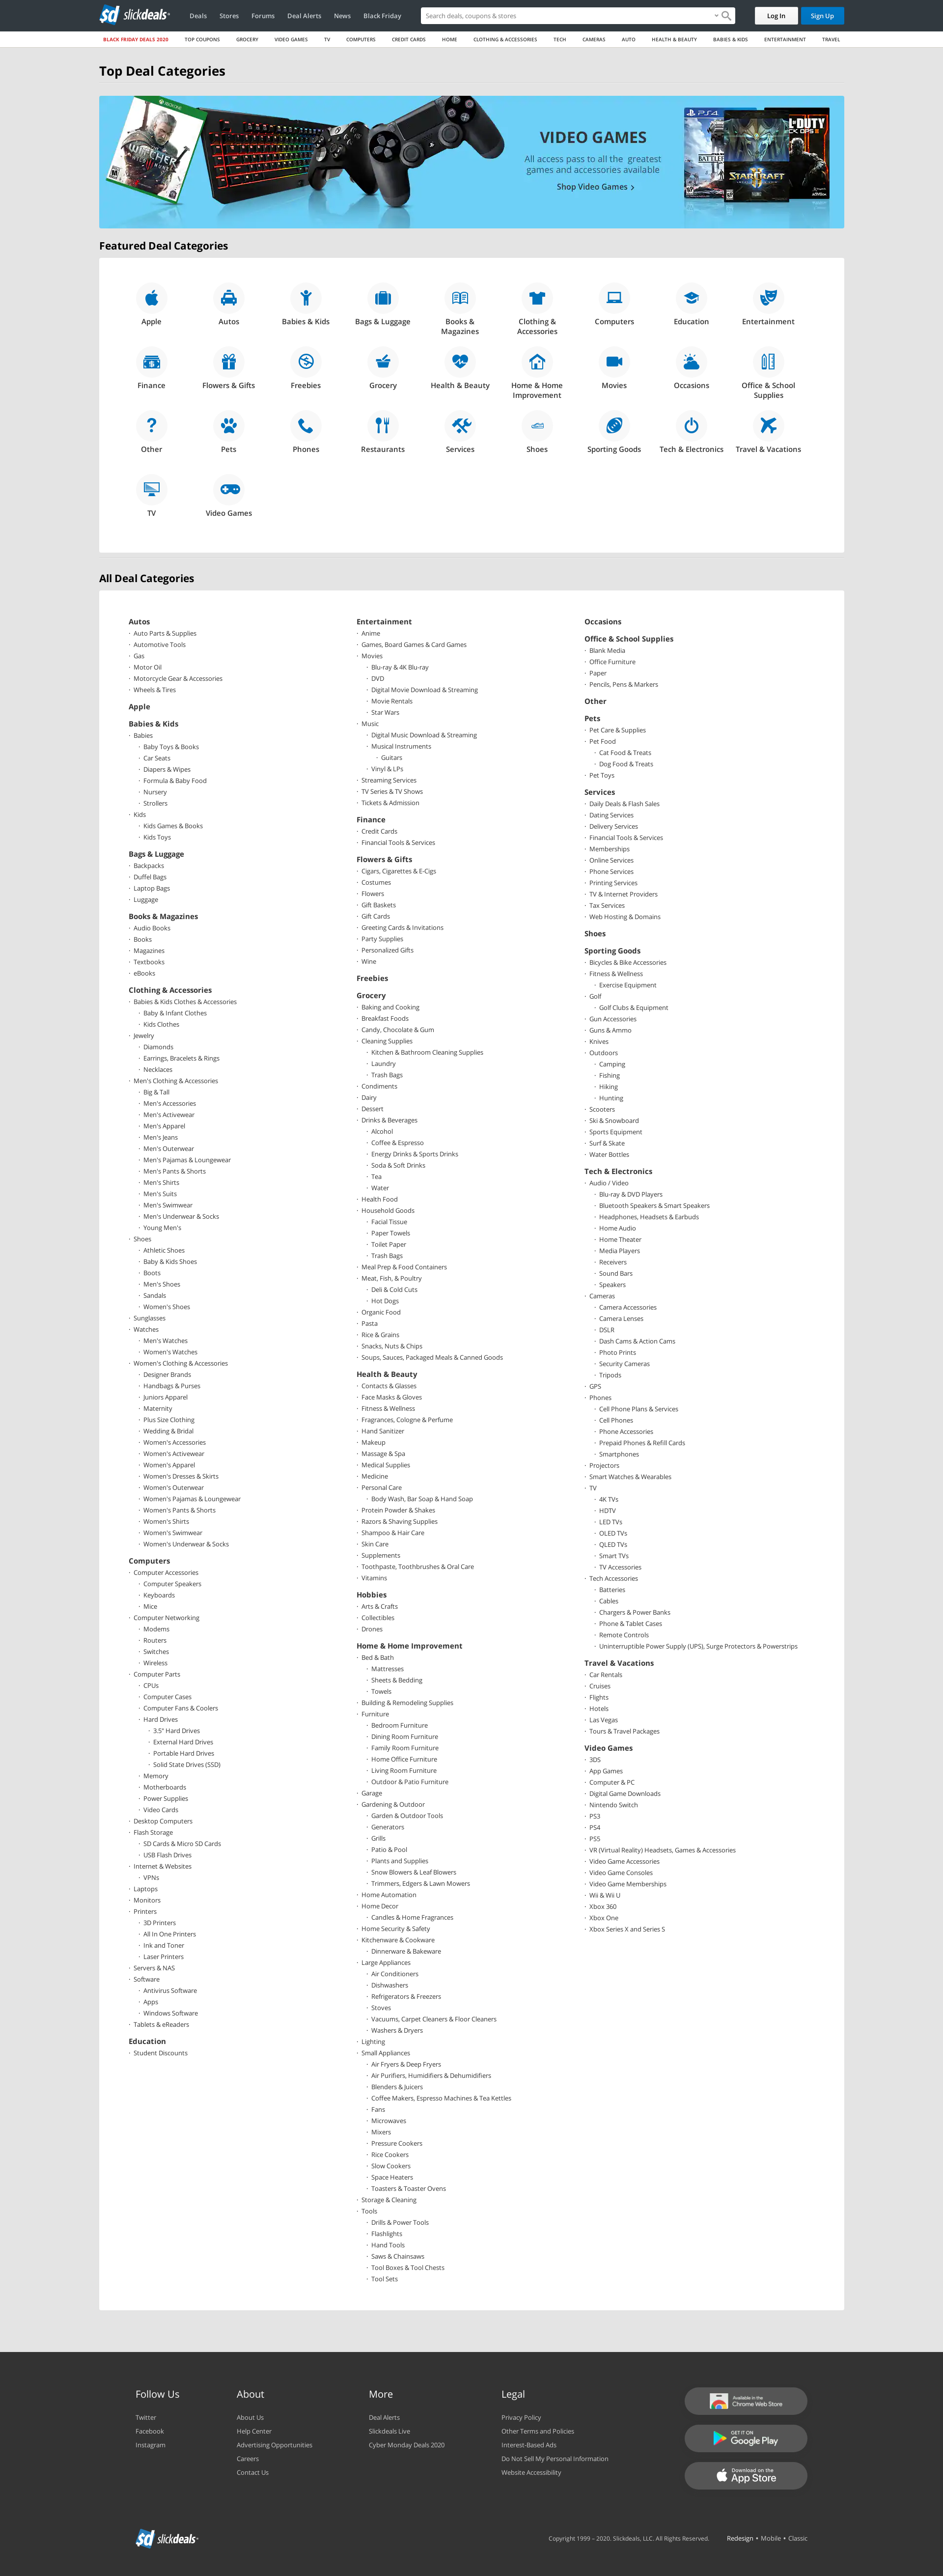 slickdeals
Deals
Stores
Forums
Deal Alerts
News
Black Friday
Search deals, coupons & stores
Log In
Sign Up
BLACK FRIDAY DEALS 2020
TOP COUPONS
GROCERY
VIDEO GAMES
TV
COMPUTERS
CREDIT CARDS
HOME
CLOTHING & ACCESSORIES
TECH
CAMERAS
AUTO
HEALTH & BEAUTY
BABIES & KIDS
ENTERTAINMENT
TRAVEL
Top Deal Categories
VIDEO GAMES
All access pass to all the greatest
games and accessories available
Shop Video Games
Featured Deal Categories
Apple
Autos
Babies & Kids
Bags & Luggage
Books &
Magazines
Clothing &
Accessories
Computers
Education
Entertainment
Finance
Flowers & Gifts
Freebies
Grocery
Health & Beauty
Home & Home
Improvement
Movies
Occasions
Office & School
Supplies
Other
Pets
Phones
Restaurants
Services
Shoes
Sporting Goods
Tech & Electronics
Travel & Vacations
TV
Video Games
All Deal Categories
Autos
Auto Parts & Supplies
Automotive Tools
Gas
Motor Oil
Motorcycle Gear & Accessories
Wheels & Tires
Apple
Babies & Kids
Babies
Baby Toys & Books
Car Seats
Diapers & Wipes
Formula & Baby Food
Nursery
Strollers
Kids
Kids Games & Books
Kids Toys
Bags & Luggage
Backpacks
Duffel Bags
Laptop Bags
Luggage
Books & Magazines
Audio Books
Books
Magazines
Textbooks
eBooks
Clothing & Accessories
Babies & Kids Clothes & Accessories
Baby & Infant Clothes
Kids Clothes
Jewelry
Diamonds
Earrings, Bracelets & Rings
Necklaces
Men's Clothing & Accessories
Big & Tall
Men's Accessories
Men's Activewear
Men's Apparel
Men's Jeans
Men's Outerwear
Men's Pajamas & Loungewear
Men's Pants & Shorts
Men's Shirts
Men's Suits
Men's Swimwear
Men's Underwear & Socks
Young Men's
Shoes
Athletic Shoes
Baby & Kids Shoes
Boots
Men's Shoes
Sandals
Women's Shoes
Sunglasses
Watches
Men's Watches
Women's Watches
Women's Clothing & Accessories
Designer Brands
Handbags & Purses
Juniors Apparel
Maternity
Plus Size Clothing
Wedding & Bridal
Women's Accessories
Women's Activewear
Women's Apparel
Women's Dresses & Skirts
Women's Outerwear
Women's Pajamas & Loungewear
Women's Pants & Shorts
Women's Shirts
Women's Swimwear
Women's Underwear & Socks
Computers
Computer Accessories
Computer Speakers
Keyboards
Mice
Computer Networking
Modems
Routers
Switches
Wireless
Computer Parts
CPUs
Computer Cases
Computer Fans & Coolers
Hard Drives
3.5" Hard Drives
External Hard Drives
Portable Hard Drives
Solid State Drives (SSD)
Memory
Motherboards
Power Supplies
Video Cards
Desktop Computers
Flash Storage
SD Cards & Micro SD Cards
USB Flash Drives
Internet & Websites
VPNs
Laptops
Monitors
Printers
3D Printers
All In One Printers
Ink and Toner
Laser Printers
Servers & NAS
Software
Antivirus Software
Apps
Windows Software
Tablets & eReaders
Education
Student Discounts
Entertainment
Anime
Games, Board Games & Card Games
Movies
Blu-ray & 4K Blu-ray
DVD
Digital Movie Download & Streaming
Movie Rentals
Star Wars
Music
Digital Music Download & Streaming
Musical Instruments
Guitars
Vinyl & LPs
Streaming Services
TV Series & TV Shows
Tickets & Admission
Finance
Credit Cards
Financial Tools & Services
Flowers & Gifts
Cigars, Cigarettes & E-Cigs
Costumes
Flowers
Gift Baskets
Gift Cards
Greeting Cards & Invitations
Party Supplies
Personalized Gifts
Wine
Freebies
Grocery
Baking and Cooking
Breakfast Foods
Candy, Chocolate & Gum
Cleaning Supplies
Kitchen & Bathroom Cleaning Supplies
Laundry
Trash Bags
Condiments
Dairy
Dessert
Drinks & Beverages
Alcohol
Coffee & Espresso
Energy Drinks & Sports Drinks
Soda & Soft Drinks
Tea
Water
Health Food
Household Goods
Facial Tissue
Paper Towels
Toilet Paper
Trash Bags
Meal Prep & Food Containers
Meat, Fish, & Poultry
Deli & Cold Cuts
Hot Dogs
Organic Food
Pasta
Rice & Grains
Snacks, Nuts & Chips
Soups, Sauces, Packaged Meals & Canned Goods
Health & Beauty
Contacts & Glasses
Face Masks & Gloves
Fitness & Wellness
Fragrances, Cologne & Perfume
Hand Sanitizer
Makeup
Massage & Spa
Medical Supplies
Medicine
Personal Care
Body Wash, Bar Soap & Hand Soap
Protein Powder & Shakes
Razors & Shaving Supplies
Shampoo & Hair Care
Skin Care
Supplements
Toothpaste, Toothbrushes & Oral Care
Vitamins
Hobbies
Arts & Crafts
Collectibles
Drones
Home & Home Improvement
Bed & Bath
Mattresses
Sheets & Bedding
Towels
Building & Remodeling Supplies
Furniture
Bedroom Furniture
Dining Room Furniture
Family Room Furniture
Home Office Furniture
Living Room Furniture
Outdoor & Patio Furniture
Garage
Gardening & Outdoor
Garden & Outdoor Tools
Generators
Grills
Patio & Pool
Plants and Supplies
Snow Blowers & Leaf Blowers
Trimmers, Edgers & Lawn Mowers
Home Automation
Home Decor
Candles & Home Fragrances
Home Security & Safety
Kitchenware & Cookware
Dinnerware & Bakeware
Large Appliances
Air Conditioners
Dishwashers
Refrigerators & Freezers
Stoves
Vacuums, Carpet Cleaners & Floor Cleaners
Washers & Dryers
Lighting
Small Appliances
Air Fryers & Deep Fryers
Air Purifiers, Humidifiers & Dehumidifiers
Blenders & Juicers
Coffee Makers, Espresso Machines & Tea Kettles
Fans
Microwaves
Mixers
Pressure Cookers
Rice Cookers
Slow Cookers
Space Heaters
Toasters & Toaster Ovens
Storage & Cleaning
Tools
Drills & Power Tools
Flashlights
Hand Tools
Saws & Chainsaws
Tool Boxes & Tool Chests
Tool Sets
Occasions
Office & School Supplies
Blank Media
Office Furniture
Paper
Pencils, Pens & Markers
Other
Pets
Pet Care & Supplies
Pet Food
Cat Food & Treats
Dog Food & Treats
Pet Toys
Services
Daily Deals & Flash Sales
Dating Services
Delivery Services
Financial Tools & Services
Memberships
Online Services
Phone Services
Printing Services
TV & Internet Providers
Tax Services
Web Hosting & Domains
Shoes
Sporting Goods
Bicycles & Bike Accessories
Fitness & Wellness
Exercise Equipment
Golf
Golf Clubs & Equipment
Gun Accessories
Guns & Ammo
Knives
Outdoors
Camping
Fishing
Hiking
Hunting
Scooters
Ski & Snowboard
Sports Equipment
Surf & Skate
Water Bottles
Tech & Electronics
Audio / Video
Blu-ray & DVD Players
Bluetooth Speakers & Smart Speakers
Headphones, Headsets & Earbuds
Home Audio
Home Theater
Media Players
Receivers
Sound Bars
Speakers
Cameras
Camera Accessories
Camera Lenses
DSLR
Dash Cams & Action Cams
Photo Prints
Security Cameras
Tripods
GPS
Phones
Cell Phone Plans & Services
Cell Phones
Phone Accessories
Prepaid Phones & Refill Cards
Smartphones
Projectors
Smart Watches & Wearables
TV
4K TVs
HDTV
LED TVs
OLED TVs
QLED TVs
Smart TVs
TV Accessories
Tech Accessories
Batteries
Cables
Chargers & Power Banks
Phone & Tablet Cases
Remote Controls
Uninterruptible Power Supply (UPS), Surge Protectors & Powerstrips
Travel & Vacations
Car Rentals
Cruises
Flights
Hotels
Las Vegas
Tours & Travel Packages
Video Games
3DS
App Games
Computer & PC
Digital Game Downloads
Nintendo Switch
PS3
PS4
PS5
VR (Virtual Reality) Headsets, Games & Accessories
Video Game Accessories
Video Game Consoles
Video Game Memberships
Wii & Wii U
Xbox 360
Xbox One
Xbox Series X and Series S
Follow Us
Twitter
Facebook
Instagram
About
About Us
Help Center
Advertising Opportunities
Careers
Contact Us
More
Deal Alerts
Slickdeals Live
Cyber Monday Deals 2020
Legal
Privacy Policy
Other Terms and Policies
Interest-Based Ads
Do Not Sell My Personal Information
Website Accessibility
Available in the
Chrome Web Store
GET IT ON
Google Play
Download on the
App Store
slickdeals
Copyright 1999 – 2020. Slickdeals, LLC. All Rights Reserved.
Redesign • Mobile • Classic